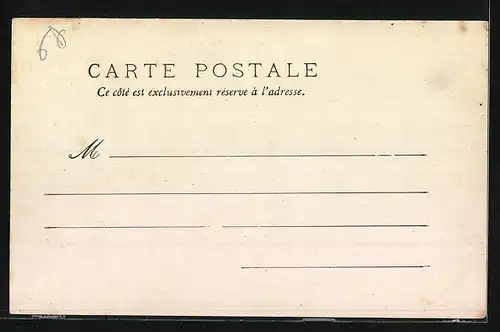 68
CARTE POSTALE
Ce côté est exclusivement réservé à l'adresse.
M